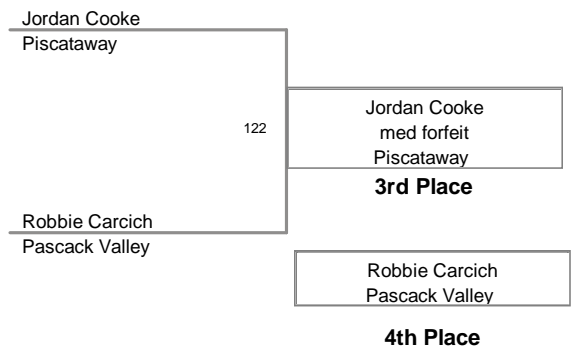 Jordan Cooke
Piscataway
122
Jordan Cooke
med forfeit
Piscataway
3rd Place
Robbie Carcich
Pascack Valley
Robbie Carcich
Pascack Valley
4th Place